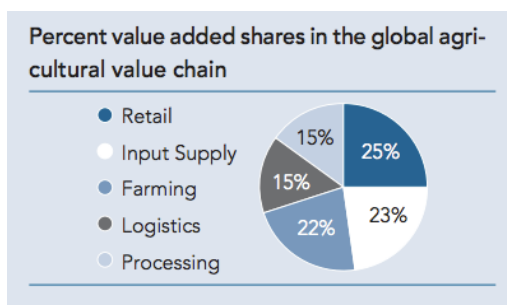 Percent value added shares in the global agri-
cultural value chain
Retail
Input Supply
Farming
Logistics
Processing
15%
25%
15%
23%
22%